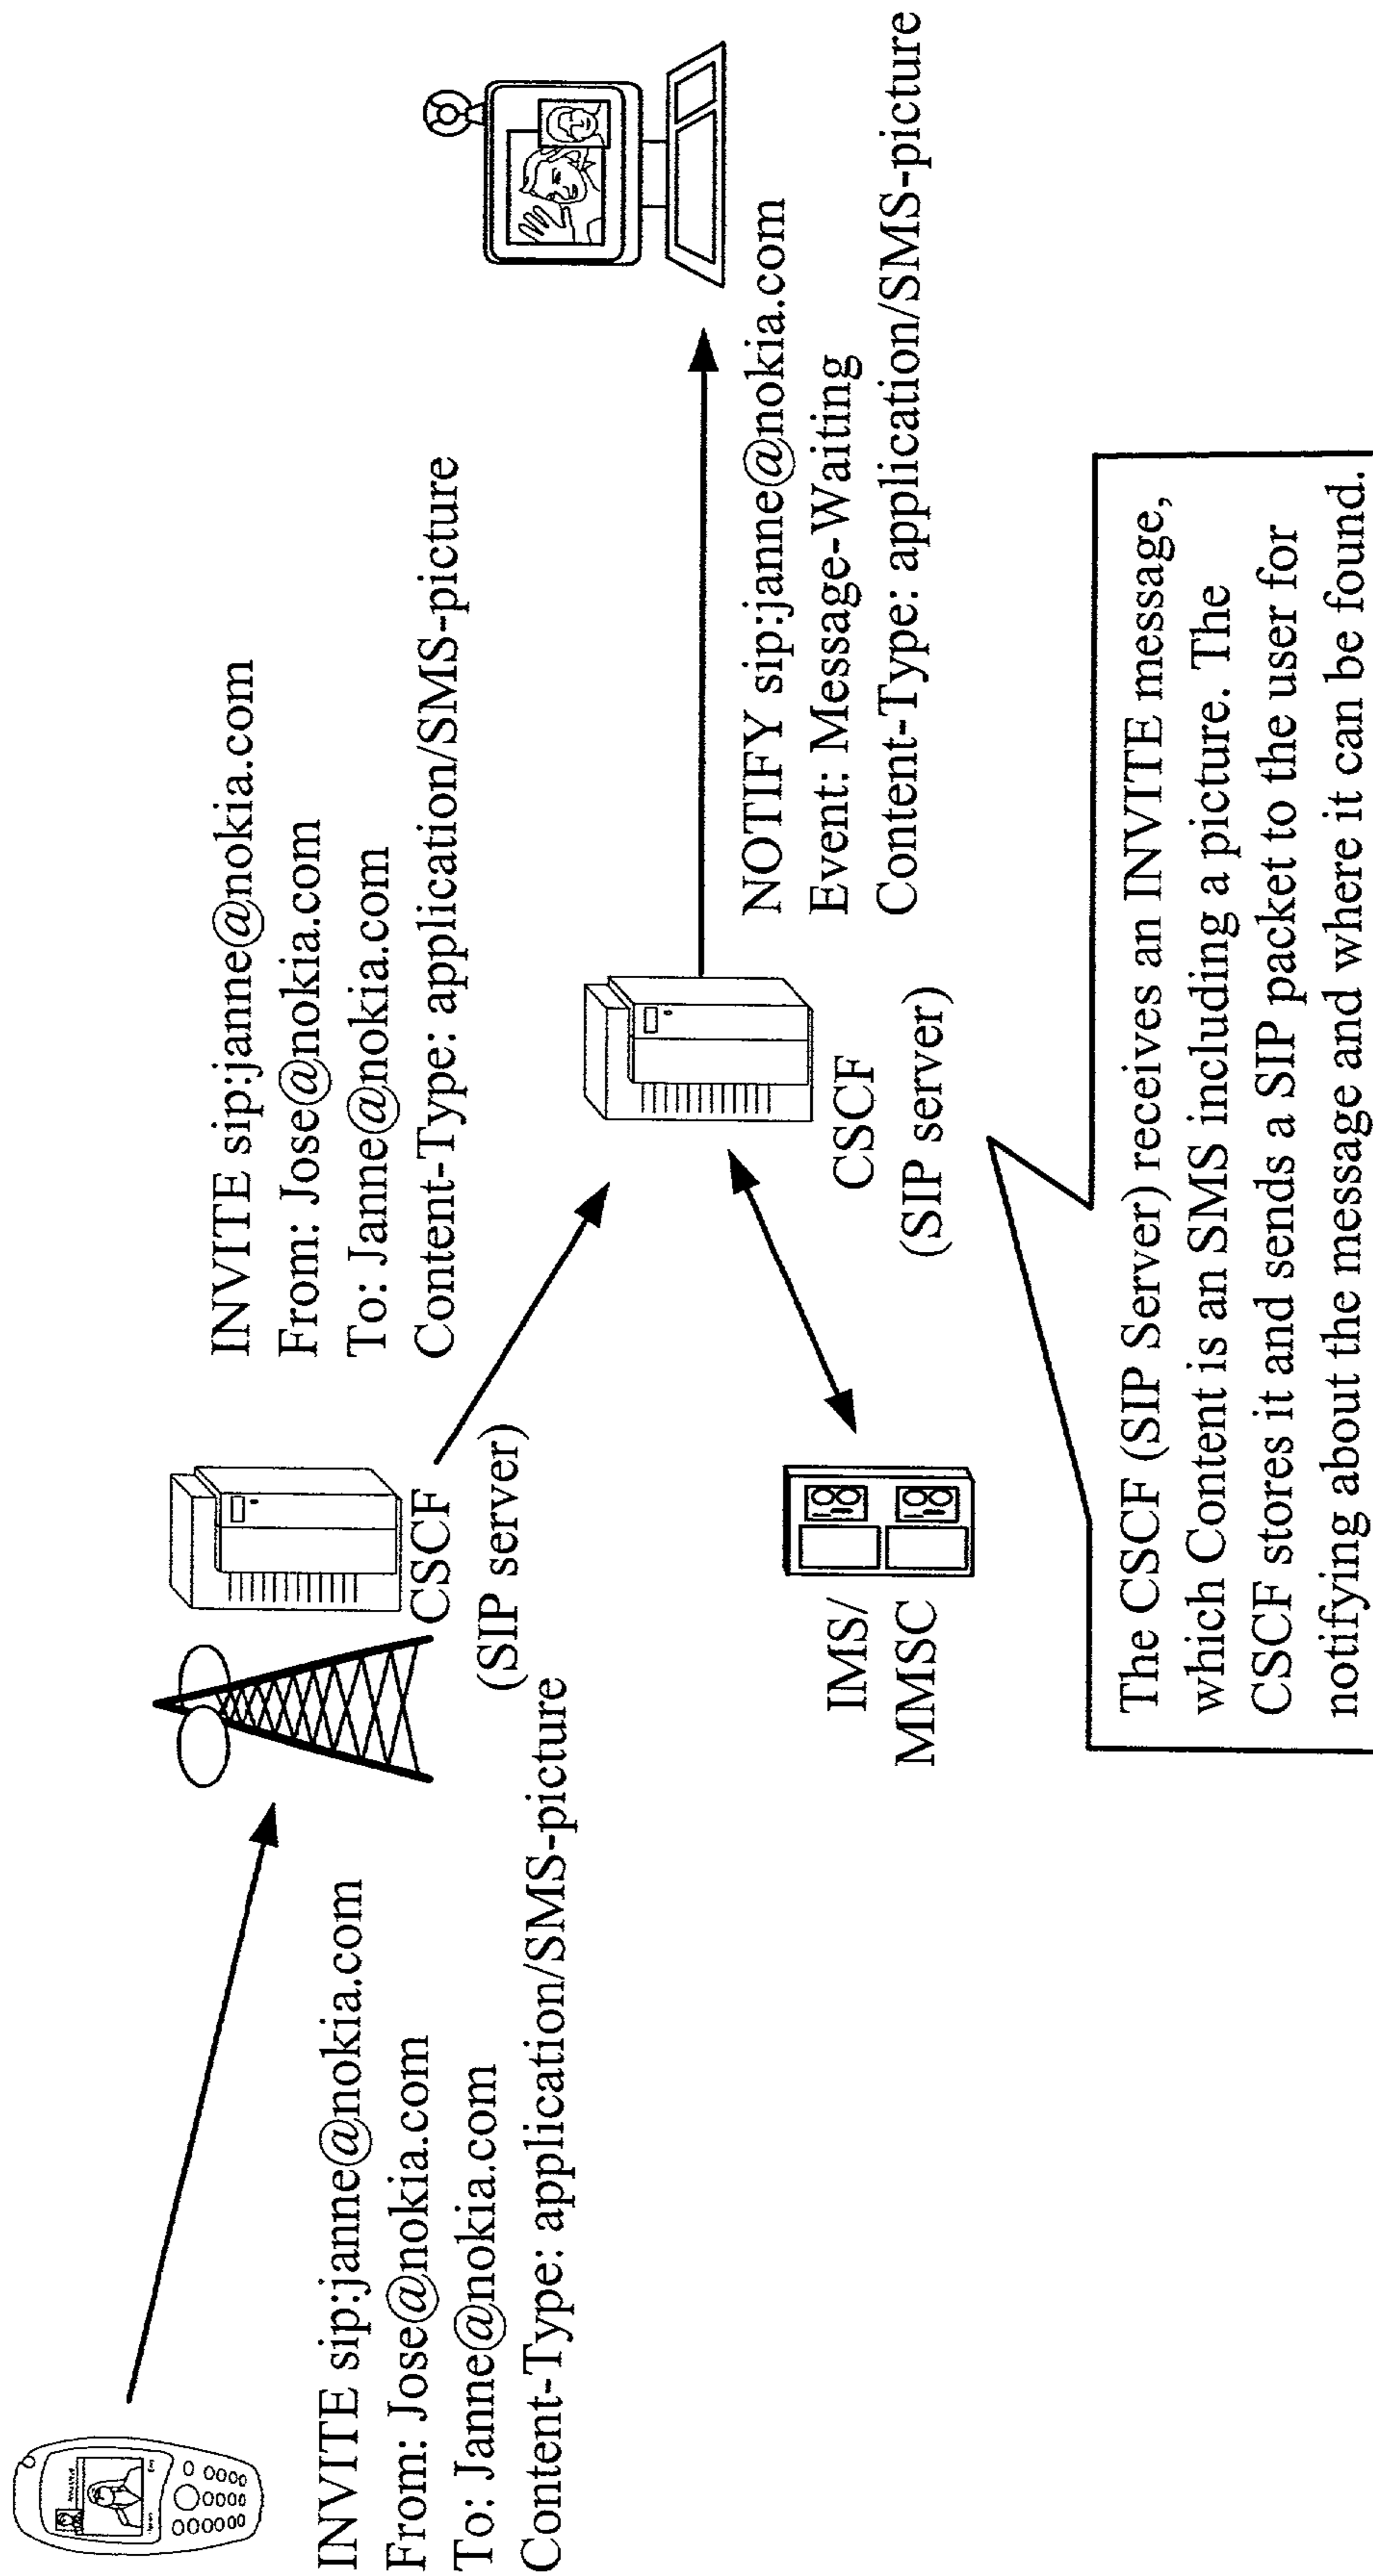 INVITE sip:janne@nokia.com
From: Jose@nokia.com
To: Janne@nokia.com
Content-Type: application/SMS-picture
CSCF
(SIP server)
INVITE sip:janne@nokia.com
From: Jose@nokia.com
To: Janne@nokia.com
Content-Type: application/SMS-picture
IMS/
MMSC
CSCF
(SIP server)
NOTIFY sip:janne@nokia.com
Event: Message-Waiting
Content-Type: application/SMS-picture
The CSCF (SIP Server) receives an INVITE message,
which Content is an SMS including a picture. The
CSCF stores it and sends a SIP packet to the user for
notifying about the message and where it can be found.